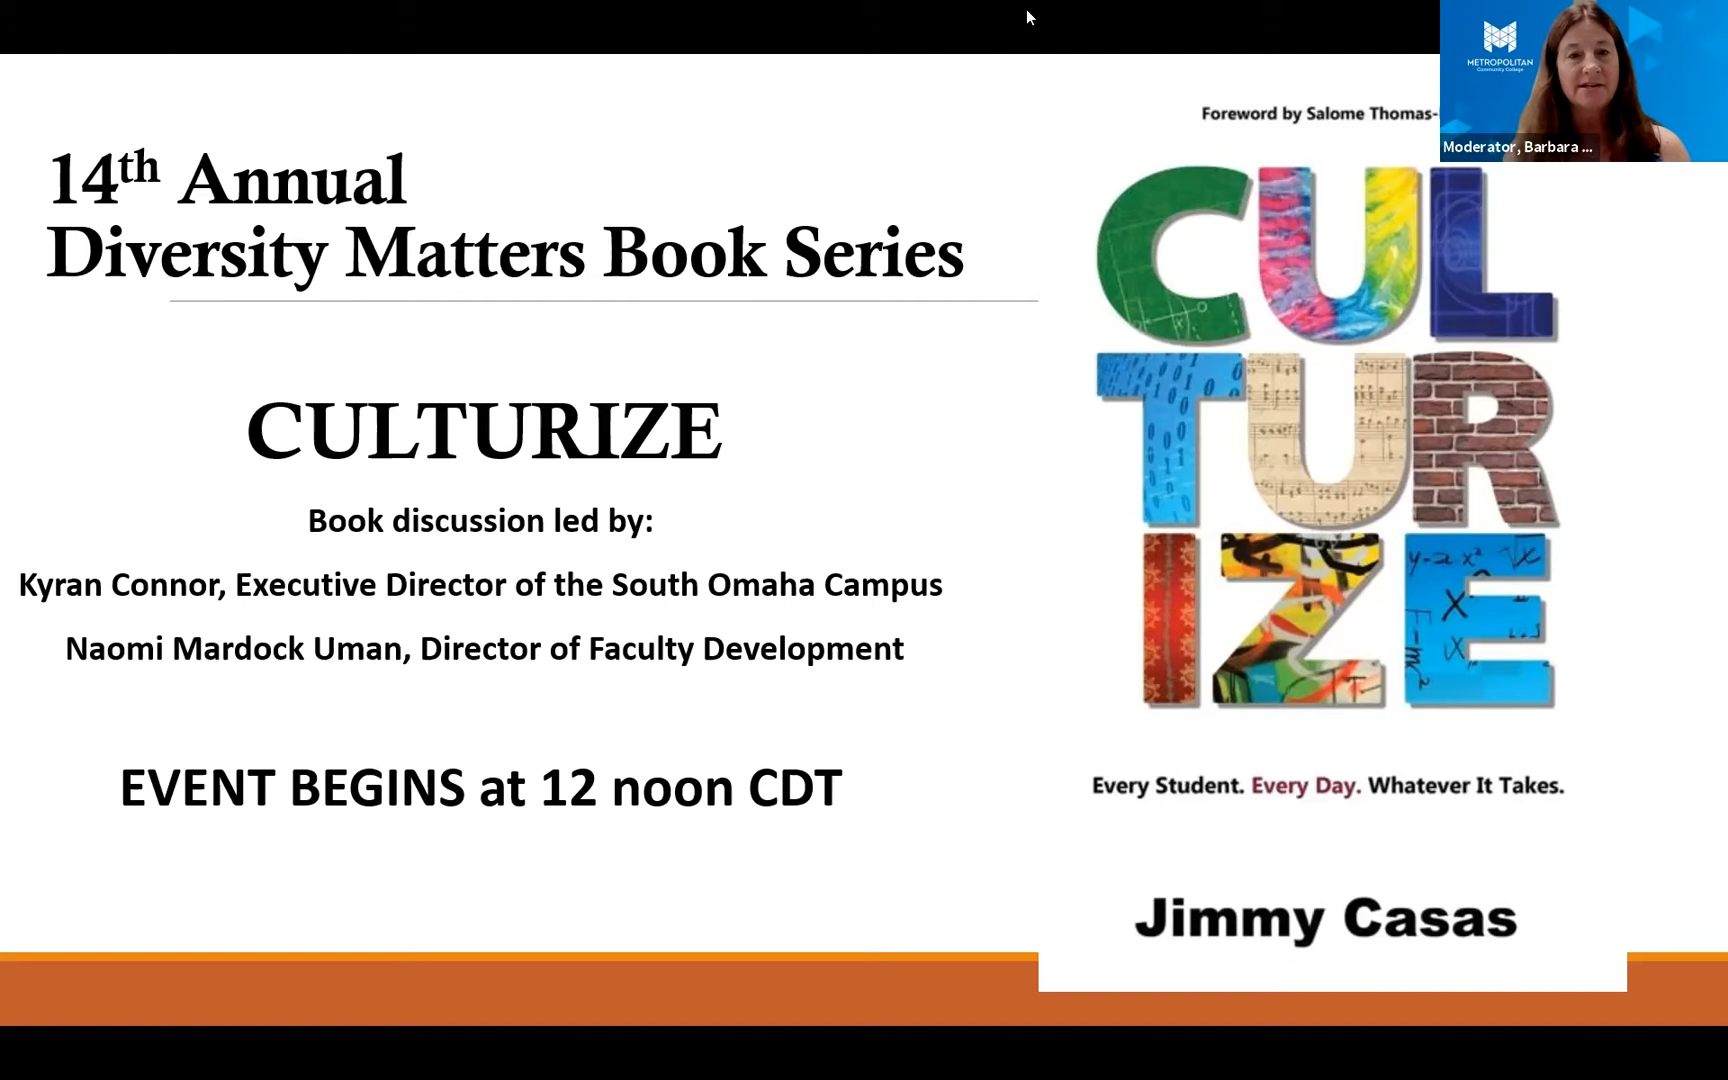 14th Annual
Diversity Matters Book Series
CULTURIZE
Book discussion led by:
Kyran Connor, Executive Director of the South Omaha Campus
Naomi Mardock Uman, Director of Faculty Development
EVENT BEGINS at 12 noon CDT
METROPOLITAN
Community College
Moderator, Barbara ...
Foreword by Salome Thomas-
CUL
TUR
IZE
Every Student. Every Day. Whatever It Takes.
Jimmy Casas